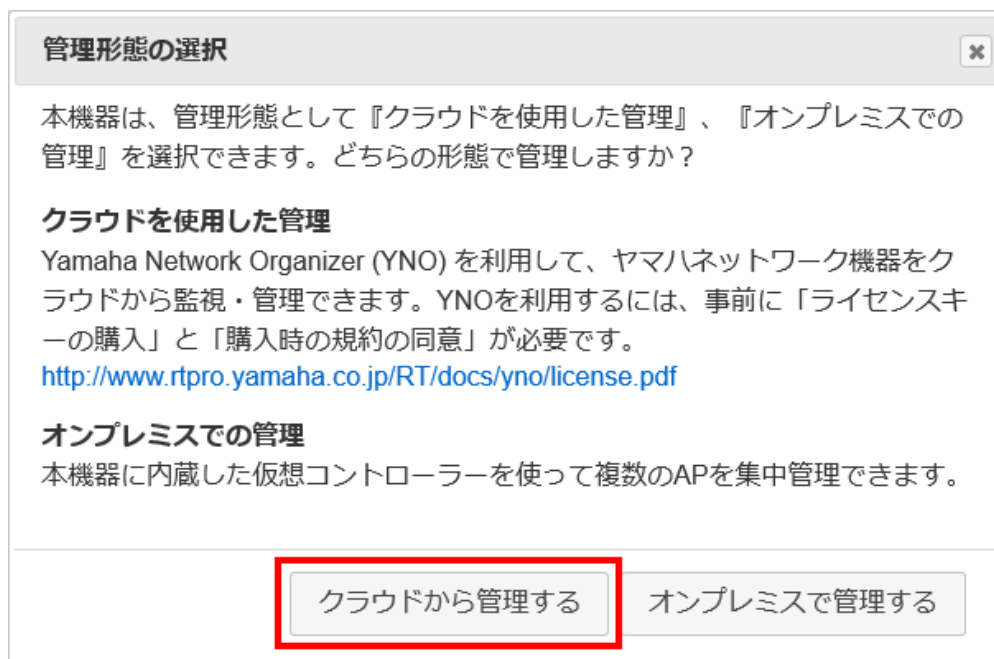 管理形態の選択
本機器は、管理形態として『クラウドを使用した管理』、『オンプレミスでの
管理』を選択できます。どちらの形態で管理しますか？
クラウドを使用した管理
Yamaha Network Organizer (YNO) を利用して、ヤマハネットワーク機器をク
ラウドから監視・管理できます。YNOを利用するには、事前に「ライセンスキ
ーの購入」と「購入時の規約の同意」が必要です。
http://www.rtpro.yamaha.co.jp/RT/docs/yno/license.pdf
オンプレミスでの管理
本機器に内蔵した仮想コントローラーを使って複数のAPを集中管理できます。
クラウドから管理する
オンプレミスで管理する